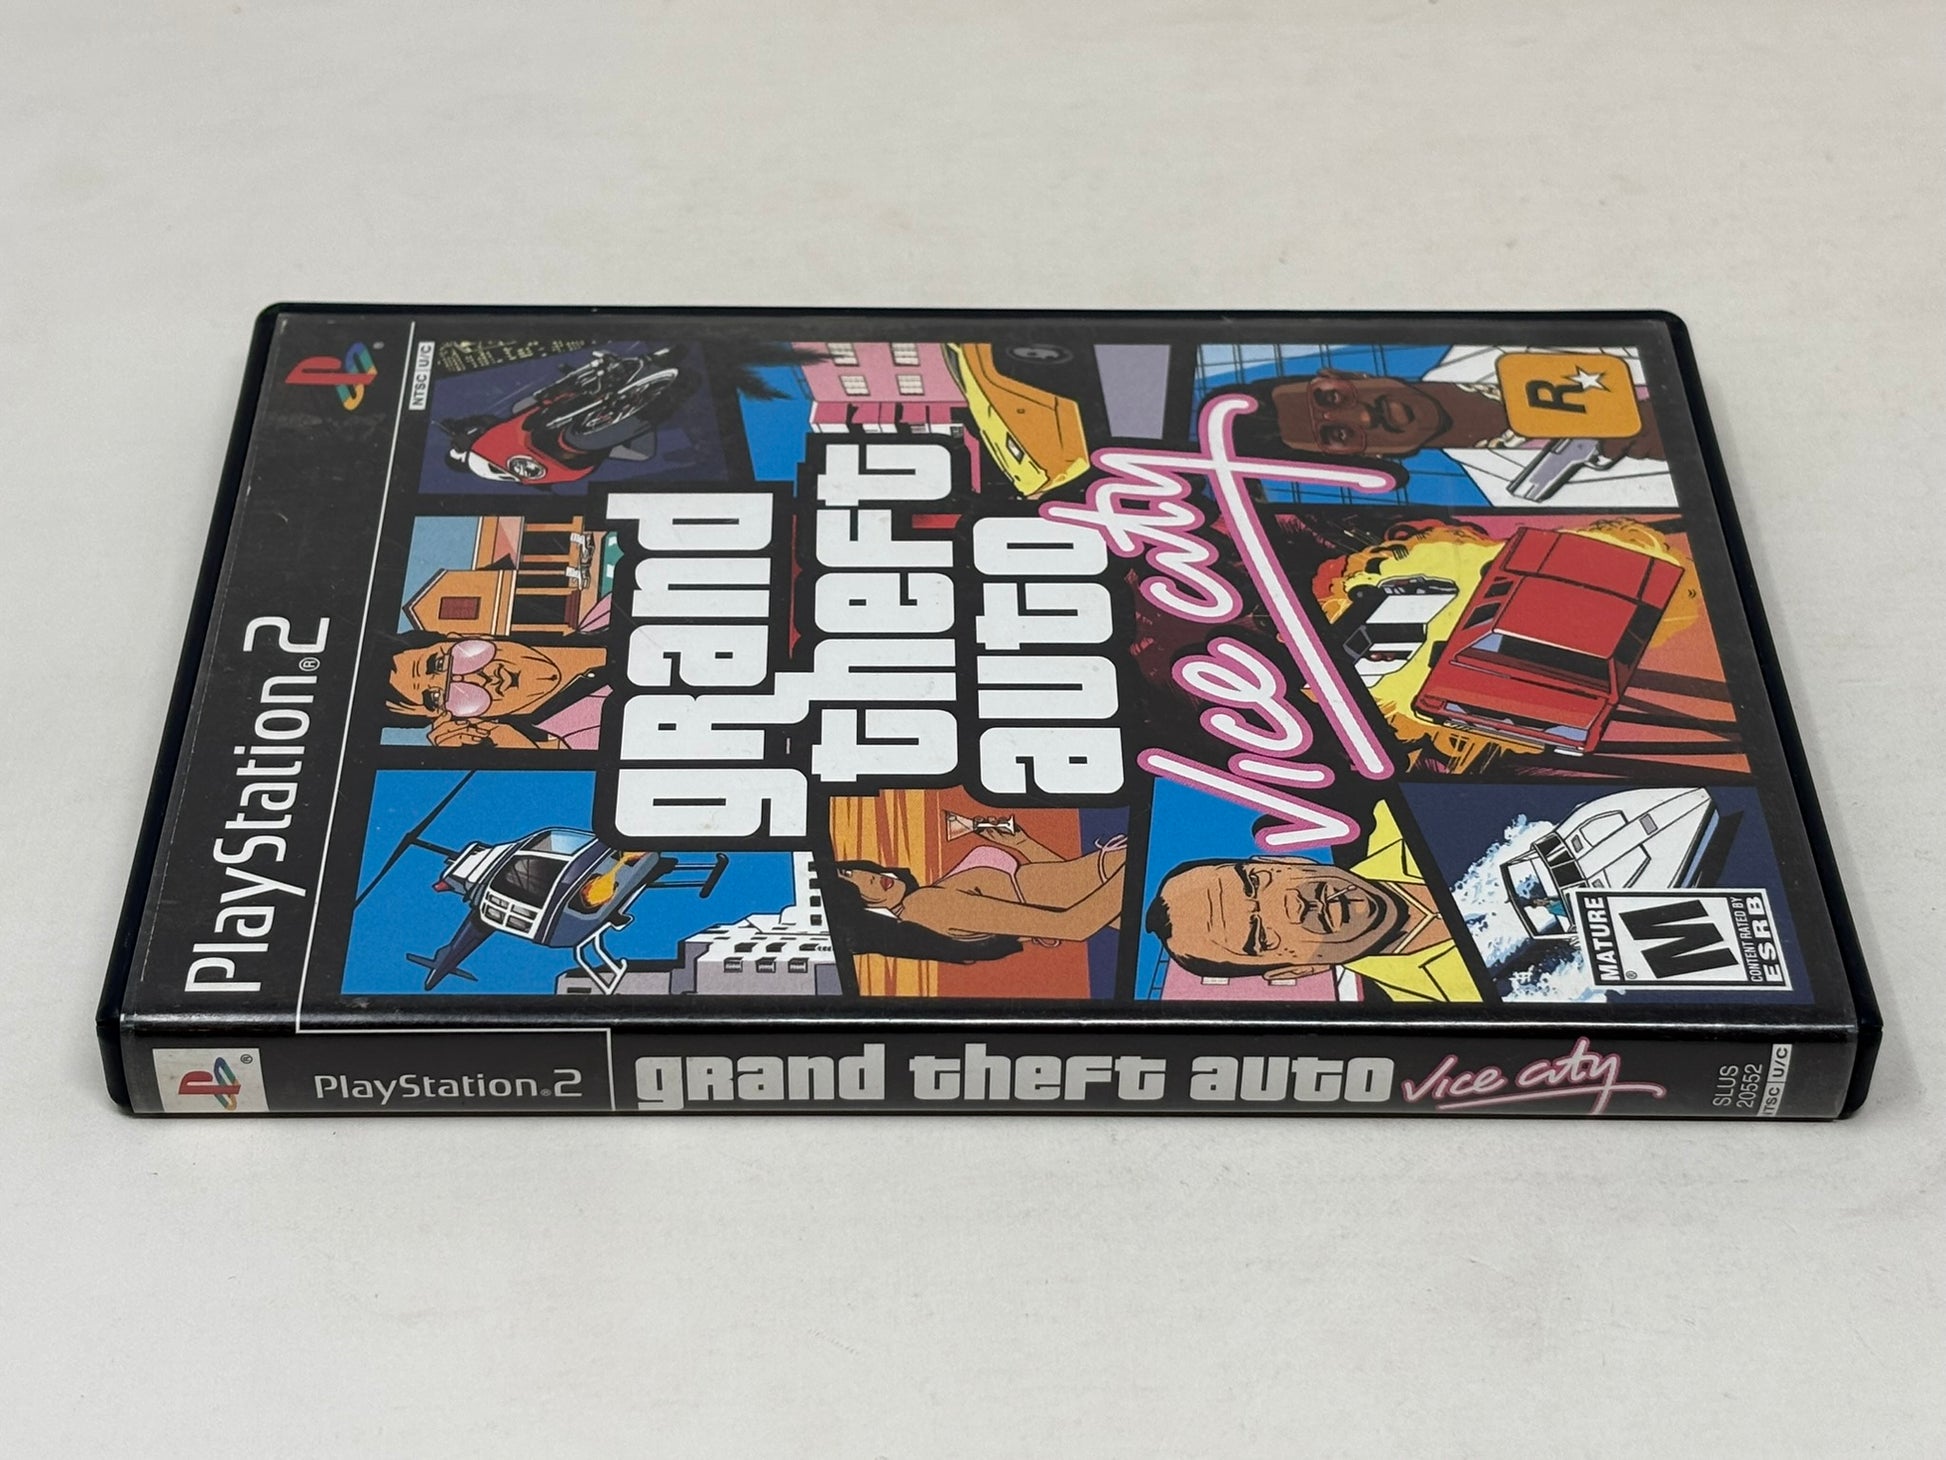 PlayStation®2
NTSC U/C
grand
theft
auto
Vice City
R
MATURE
M
®
CONTENT RATED BY
ESRB
PlayStation®2
grand theft auto Vice City
SLUS
20552
NTSC U/C